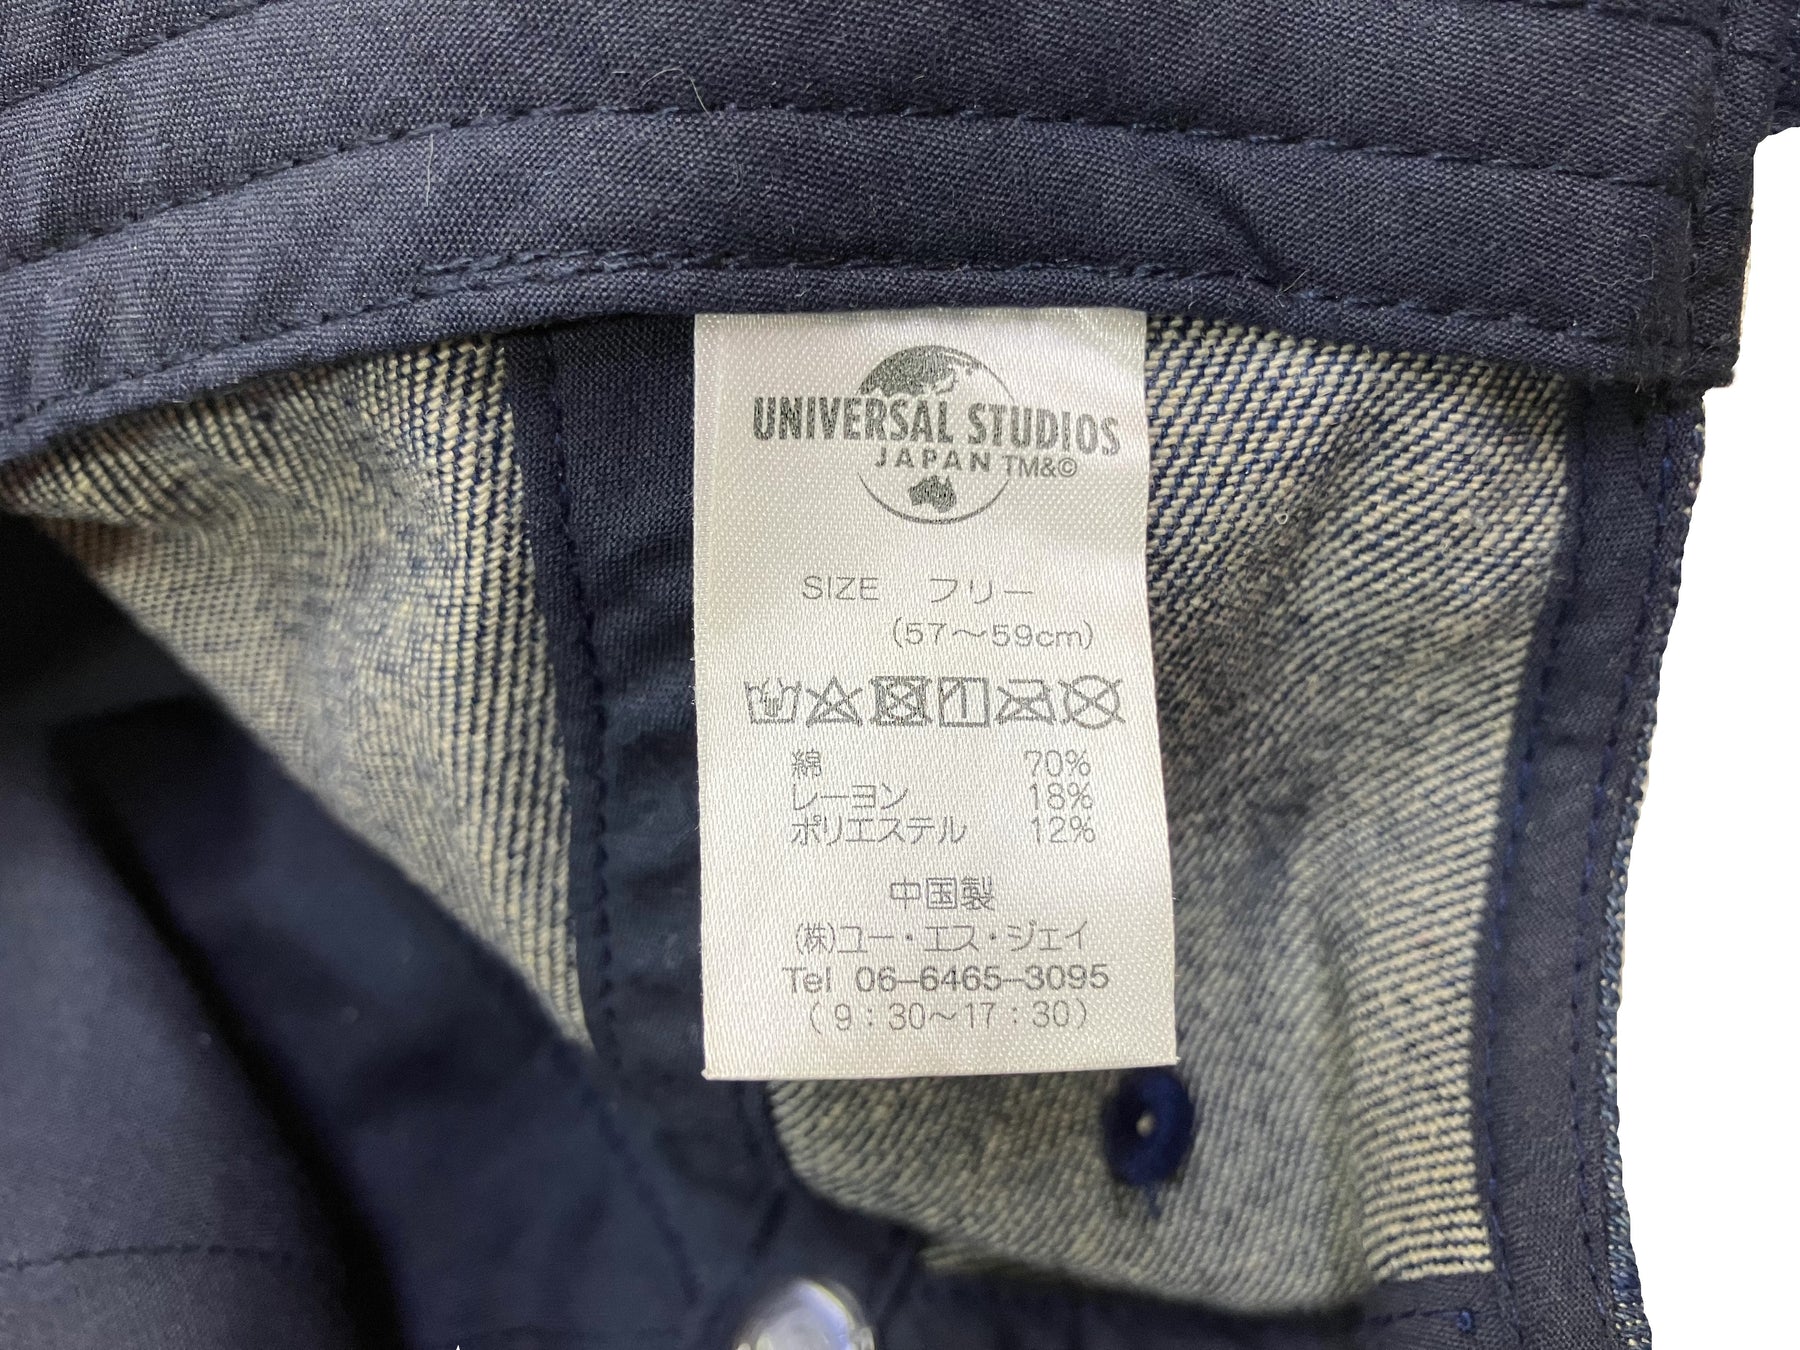 UNIVERSAL STUDIOS
JAPAN TM&©
SIZE フリー
(57～59cm)
綿 70%
レーヨン 18%
ポリエステル 12%
中国製
(株)ユー・エス・ジェイ
Tel 06-6465-3095
(9:30～17:30)